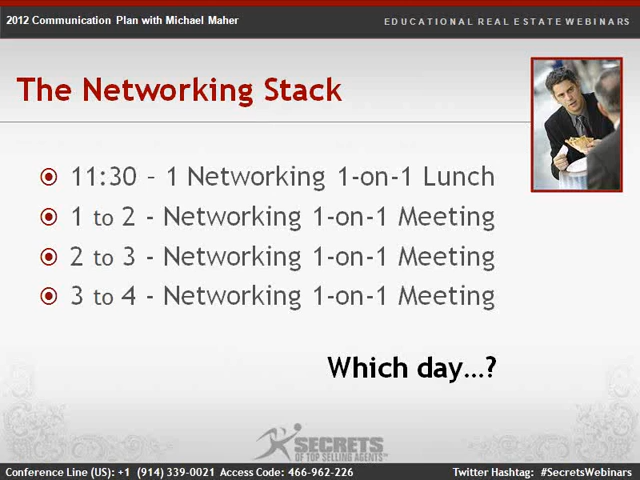 2012 Communication Plan with Michael Maher
EDUCATIONAL REAL ESTATE WEBINARS
The Networking Stack
11:30 – 1 Networking 1-on-1 Lunch
1 to 2 - Networking 1-on-1 Meeting
2 to 3 - Networking 1-on-1 Meeting
3 to 4 - Networking 1-on-1 Meeting
Which day…?
SECRETS
OF TOP SELLING AGENTS
Conference Line (US): +1 (914) 339-0021 Access Code: 466-962-226
Twitter Hashtag: #SecretsWebinars